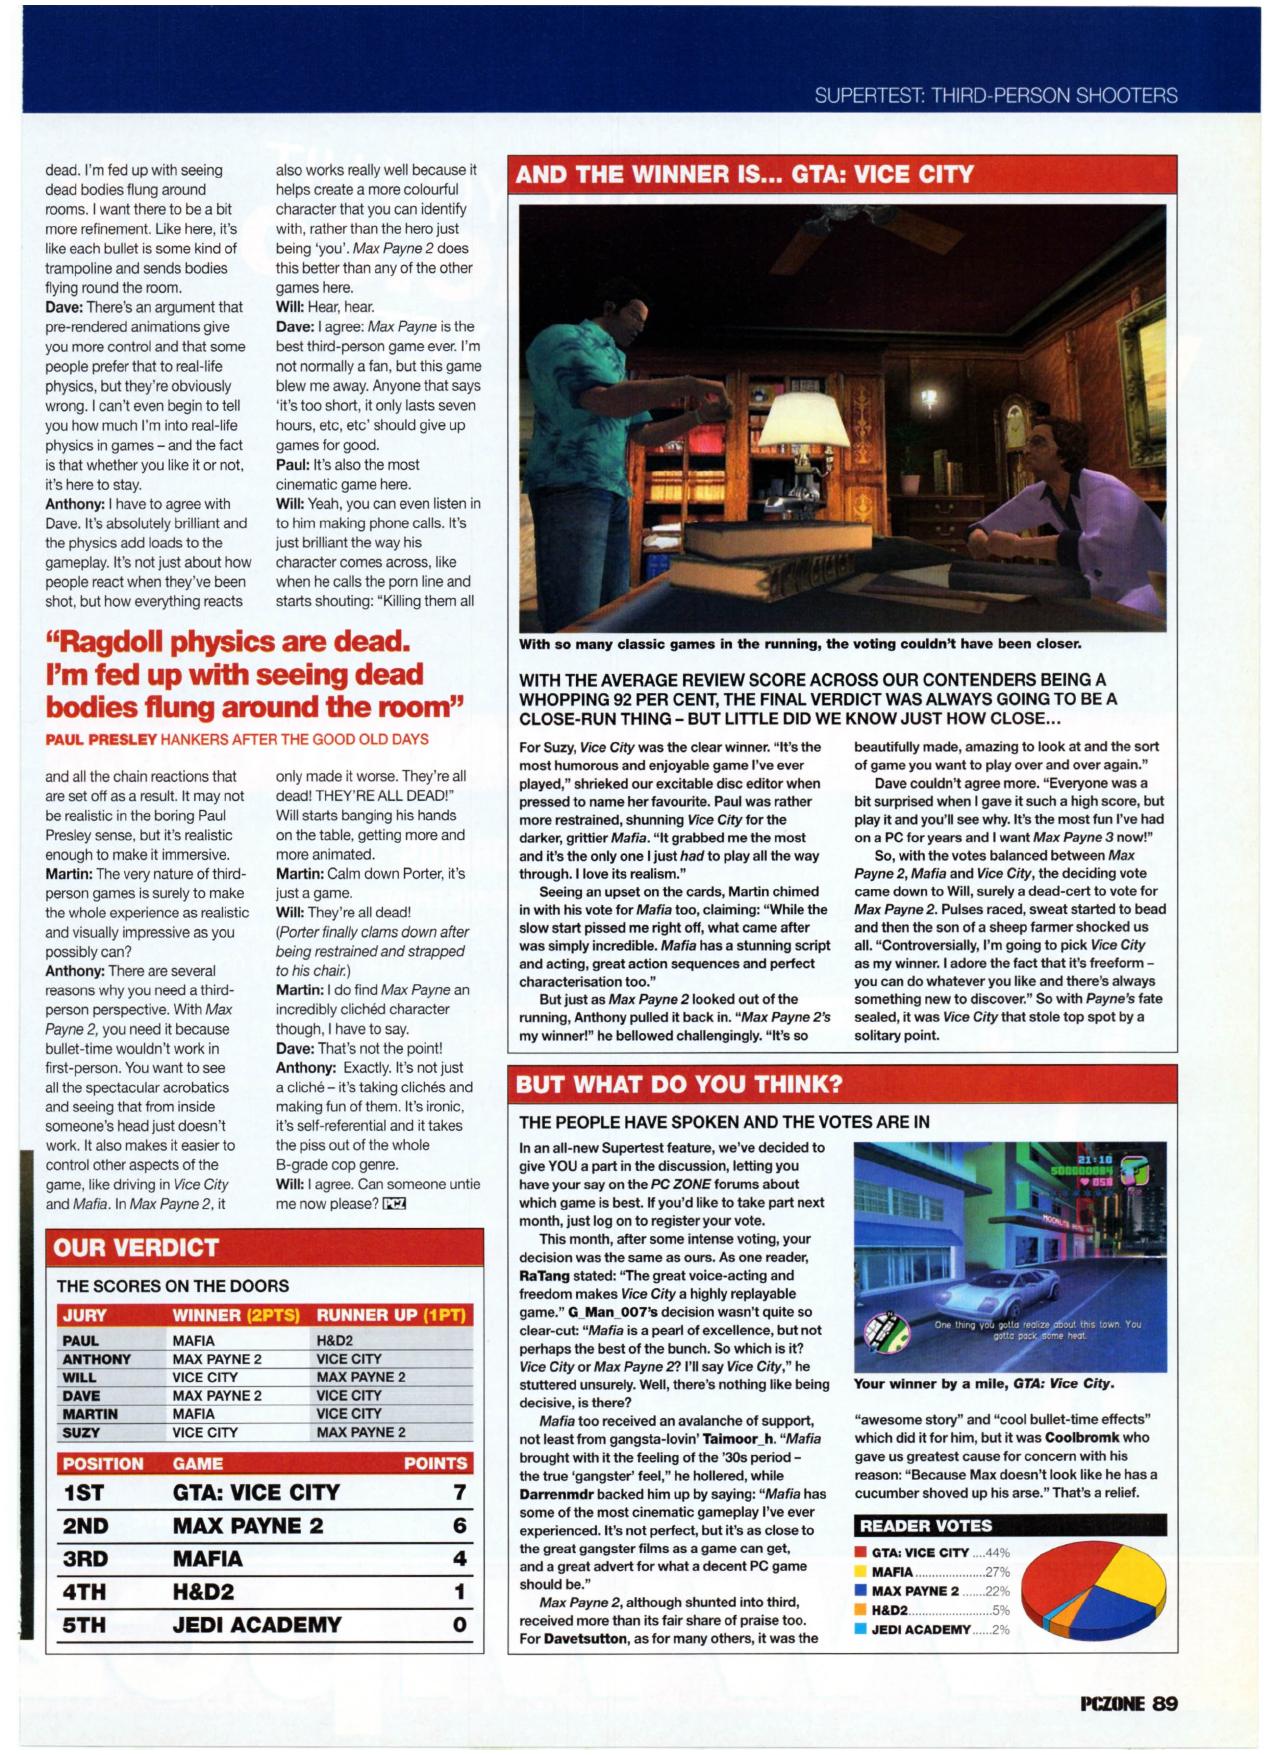 SUPERTEST: THIRD-PERSON SHOOTERS
dead. I'm fed up with seeing
dead bodies flung around
rooms. I want there to be a bit
more refinement. Like here, it's
like each bullet is some kind of
trampoline and sends bodies
flying round the room.
Dave: There's an argument that
pre-rendered animations give
you more control and that some
people prefer that to real-life
physics, but they're obviously
wrong. I can't even begin to tell
you how much I'm into real-life
physics in games – and the fact
is that whether you like it or not,
it's here to stay.
Anthony: I have to agree with
Dave. It's absolutely brilliant and
the physics add loads to the
gameplay. It's not just about how
people react when they've been
shot, but how everything reacts
also works really well because it
helps create a more colourful
character that you can identify
with, rather than the hero just
being 'you'. Max Payne 2 does
this better than any of the other
games here.
Will: Hear, hear.
Dave: I agree: Max Payne is the
best third-person game ever. I'm
not normally a fan, but this game
blew me away. Anyone that says
'it's too short, it only lasts seven
hours, etc, etc' should give up
games for good.
Paul: It's also the most
cinematic game here.
Will: Yeah, you can even listen in
to him making phone calls. It's
just brilliant the way his
character comes across, like
when he calls the porn line and
starts shouting: "Killing them all
"Ragdoll physics are dead.
I'm fed up with seeing dead
bodies flung around the room"
PAUL PRESLEY HANKERS AFTER THE GOOD OLD DAYS
and all the chain reactions that
are set off as a result. It may not
be realistic in the boring Paul
Presley sense, but it's realistic
enough to make it immersive.
Martin: The very nature of third-
person games is surely to make
the whole experience as realistic
and visually impressive as you
possibly can?
Anthony: There are several
reasons why you need a third-
person perspective. With Max
Payne 2, you need it because
bullet-time wouldn't work in
first-person. You want to see
all the spectacular acrobatics
and seeing that from inside
someone's head just doesn't
work. It also makes it easier to
control other aspects of the
game, like driving in Vice City
and Mafia. In Max Payne 2, it
only made it worse. They're all
dead! THEY'RE ALL DEAD!"
Will starts banging his hands
on the table, getting more and
more animated.
Martin: Calm down Porter, it's
just a game.
Will: They're all dead!
(Porter finally clams down after
being restrained and strapped
to his chair.)
Martin: I do find Max Payne an
incredibly clichéd character
though, I have to say.
Dave: That's not the point!
Anthony: Exactly. It's not just
a cliché – it's taking clichés and
making fun of them. It's ironic,
it's self-referential and it takes
the piss out of the whole
B-grade cop genre.
Will: I agree. Can someone untie
me now please?
OUR VERDICT
THE SCORES ON THE DOORS
JURY WINNER (2PTS) RUNNER UP (1PT)
PAUL MAFIA H&D2
ANTHONY MAX PAYNE 2 VICE CITY
WILL VICE CITY MAX PAYNE 2
DAVE MAX PAYNE 2 VICE CITY
MARTIN MAFIA VICE CITY
SUZY VICE CITY MAX PAYNE 2
POSITION GAME POINTS
1ST GTA: VICE CITY 7
2ND MAX PAYNE 2 6
3RD MAFIA 4
4TH H&D2 1
5TH JEDI ACADEMY 0
AND THE WINNER IS... GTA: VICE CITY
With so many classic games in the running, the voting couldn't have been closer.
WITH THE AVERAGE REVIEW SCORE ACROSS OUR CONTENDERS BEING A
WHOPPING 92 PER CENT, THE FINAL VERDICT WAS ALWAYS GOING TO BE A
CLOSE-RUN THING – BUT LITTLE DID WE KNOW JUST HOW CLOSE...
For Suzy, Vice City was the clear winner. "It's the
most humorous and enjoyable game I've ever
played," shrieked our excitable disc editor when
pressed to name her favourite. Paul was rather
more restrained, shunning Vice City for the
darker, grittier Mafia. "It grabbed me the most
and it's the only one I just had to play all the way
through. I love its realism."
Seeing an upset on the cards, Martin chimed
in with his vote for Mafia too, claiming: "While the
slow start pissed me right off, what came after
was simply incredible. Mafia has a stunning script
and acting, great action sequences and perfect
characterisation too."
But just as Max Payne 2 looked out of the
running, Anthony pulled it back in. "Max Payne 2's
my winner!" he bellowed challengingly. "It's so
beautifully made, amazing to look at and the sort
of game you want to play over and over again."
Dave couldn't agree more. "Everyone was a
bit surprised when I gave it such a high score, but
play it and you'll see why. It's the most fun I've had
on a PC for years and I want Max Payne 3 now!"
So, with the votes balanced between Max
Payne 2, Mafia and Vice City, the deciding vote
came down to Will, surely a dead-cert to vote for
Max Payne 2. Pulses raced, sweat started to bead
and then the son of a sheep farmer shocked us
all. "Controversially, I'm going to pick Vice City
as my winner. I adore the fact that it's freeform –
you can do whatever you like and there's always
something new to discover." So with Payne's fate
sealed, it was Vice City that stole top spot by a
solitary point.
BUT WHAT DO YOU THINK?
THE PEOPLE HAVE SPOKEN AND THE VOTES ARE IN
In an all-new Supertest feature, we've decided to
give YOU a part in the discussion, letting you
have your say on the PC ZONE forums about
which game is best. If you'd like to take part next
month, just log on to register your vote.
This month, after some intense voting, your
decision was the same as ours. As one reader,
RaTang stated: "The great voice-acting and
freedom makes Vice City a highly replayable
game." G_Man_007's decision wasn't quite so
clear-cut: "Mafia is a pearl of excellence, but not
perhaps the best of the bunch. So which is it?
Vice City or Max Payne 2? I'll say Vice City," he
stuttered unsurely. Well, there's nothing like being
decisive, is there?
Mafia too received an avalanche of support,
not least from gangsta-lovin' Taimoor_h. "Mafia
brought with it the feeling of the '30s period –
the true 'gangster' feel," he hollered, while
Darrenmdr backed him up by saying: "Mafia has
some of the most cinematic gameplay I've ever
experienced. It's not perfect, but it's as close to
the great gangster films as a game can get,
and a great advert for what a decent PC game
should be."
Max Payne 2, although shunted into third,
received more than its fair share of praise too.
For Davetsutton, as for many others, it was the
21:10
One thing you gotta realize about this town. You
gotta pack some heat.
Your winner by a mile, GTA: Vice City.
"awesome story" and "cool bullet-time effects"
which did it for him, but it was Coolbromk who
gave us greatest cause for concern with his
reason: "Because Max doesn't look like he has a
cucumber shoved up his arse." That's a relief.
READER VOTES
GTA: VICE CITY ....44%
MAFIA......................27%
MAX PAYNE 2 .......22%
H&D2.........................5%
JEDI ACADEMY......2%
PCZONE 89